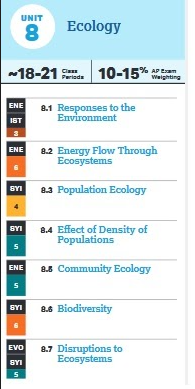 UNIT
8
Ecology
~18-21 Class Periods
10-15% AP Exam Weighting
ENE
IST
3
8.1 Responses to the
Environment
ENE
6
8.2 Energy Flow Through
Ecosystems
SYI
4
8.3 Population Ecology
SYI
5
8.4 Effect of Density of
Populations
ENE
5
8.5 Community Ecology
SYI
6
8.6 Biodiversity
EVO
SYI
5
8.7 Disruptions to
Ecosystems